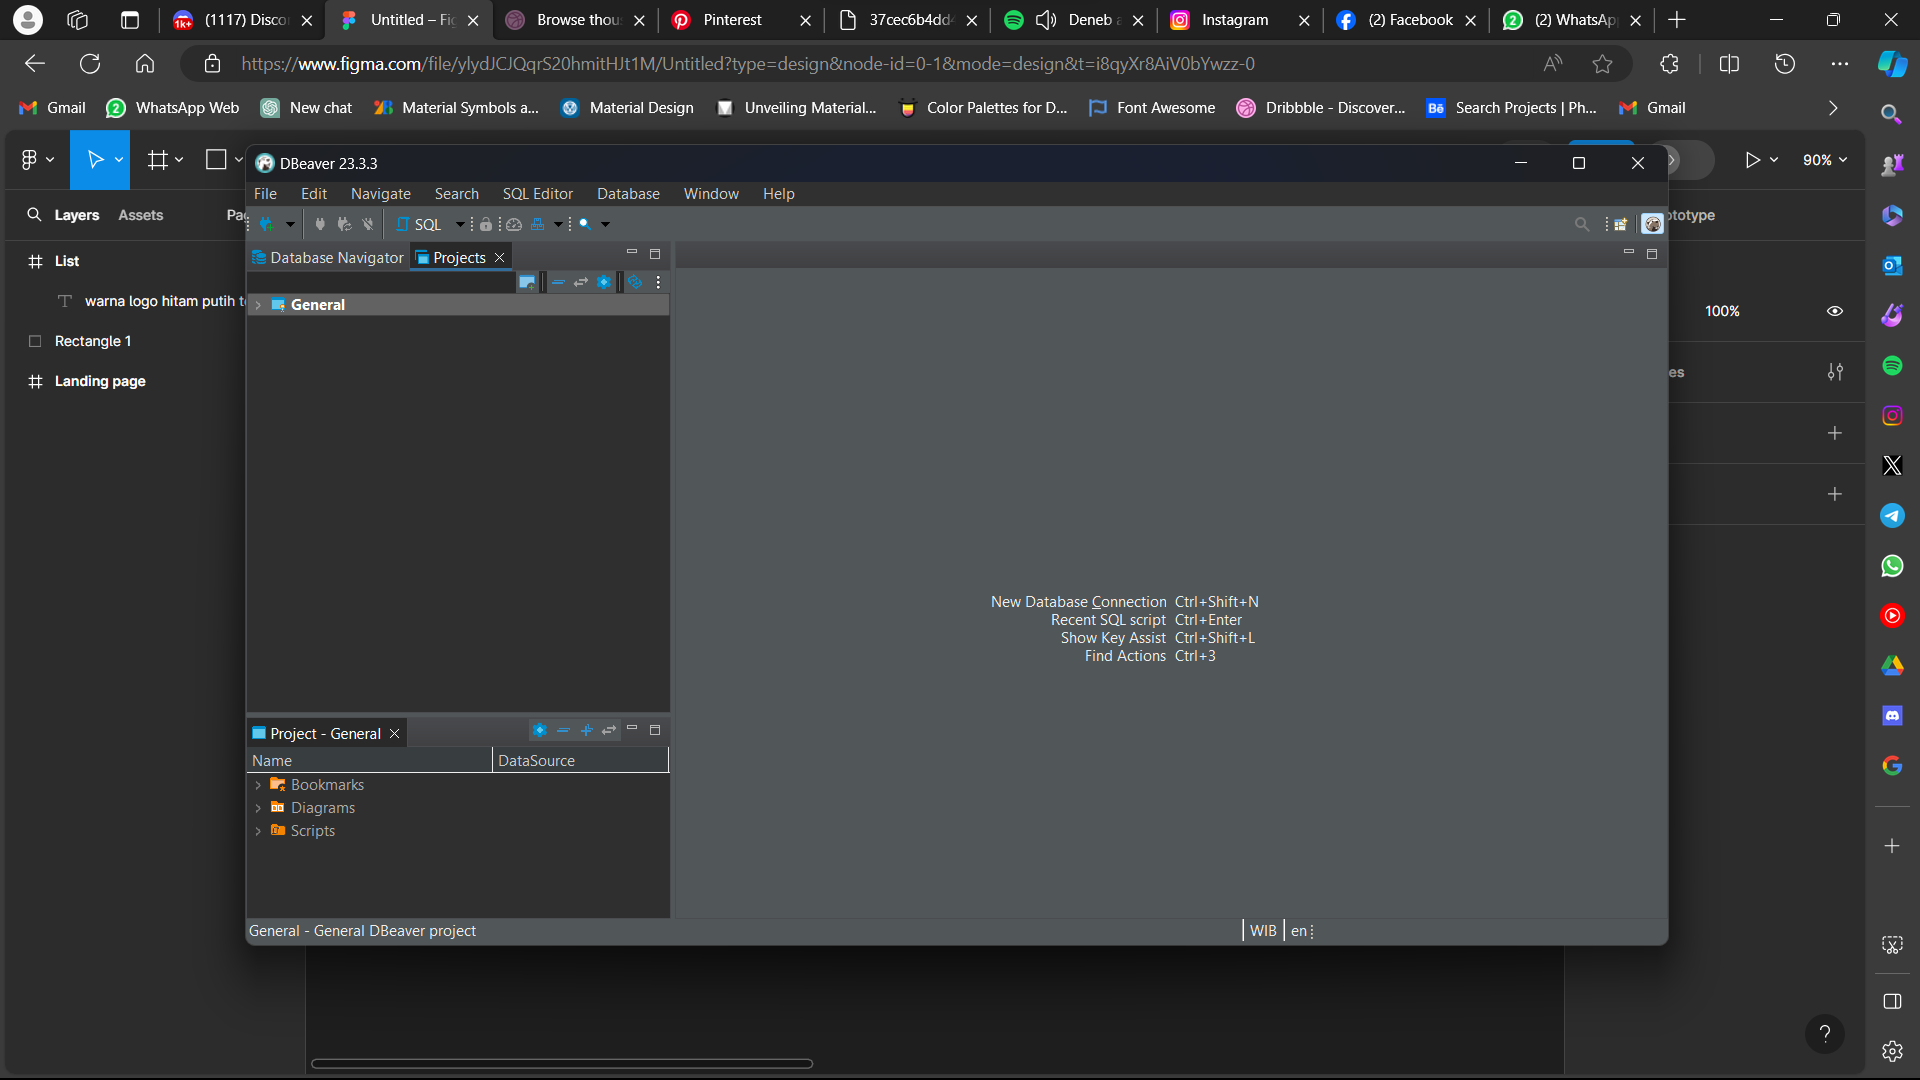 (1117) Disco
Untitled – Fi
Browse thou
Pinterest
37cec6b4dd
Deneb a
Instagram
(2) Facebook
(2) WhatsAp
https://www.figma.com/file/ylydJCJQqrS20hmitHJt1M/Untitled?type=design&node-id=0-1&mode=design&t=i8qyXr8AiV0bYwzz-0
Gmail
WhatsApp Web
New chat
Material Symbols a...
Material Design
Unveiling Material...
Color Palettes for D...
Font Awesome
Dribbble - Discover...
Search Projects | Ph...
Gmail
90%
Layers
Assets
Pa
ototype
List
warna logo hitam putih t
Rectangle 1
Landing page
100%
es
DBeaver 23.3.3
File Edit Navigate Search SQL Editor Database Window Help
SQL
Database Navigator
Projects
General
New Database Connection Ctrl+Shift+N
Recent SQL script Ctrl+Enter
Show Key Assist Ctrl+Shift+L
Find Actions Ctrl+3
Project - General
Name DataSource
Bookmarks
Diagrams
Scripts
General - General DBeaver project
WIB
en
?